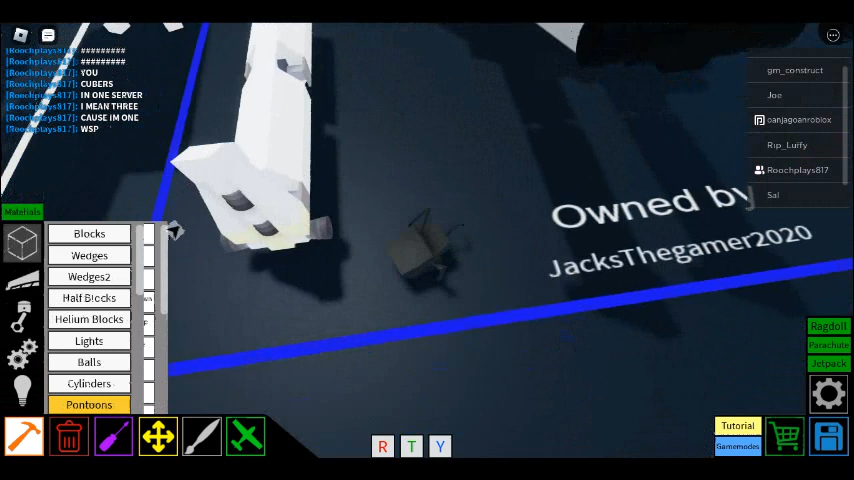 [Roochplays817]: #########
[Roochplays817]: #########
[Roochplays817]: YOU
[Roochplays817]: CUBERS
[Roochplays817]: IN ONE SERVER
[Roochplays817]: I MEAN THREE
[Roochplays817]: CAUSE IM ONE
[Roochplays817]: WSP
gm_construct
Joe
oanjagoanroblox
Rip_Luffy
Roochplays817
Sal
Owned by
JacksThegamer2020
Materials
Blocks
Wedges
Wedges2
Half Blocks
Helium Blocks
Lights
Balls
Cylinders
Pontoons
Ragdoll
Parachute
Jetpack
R T Y
Tutorial
Gamemodes